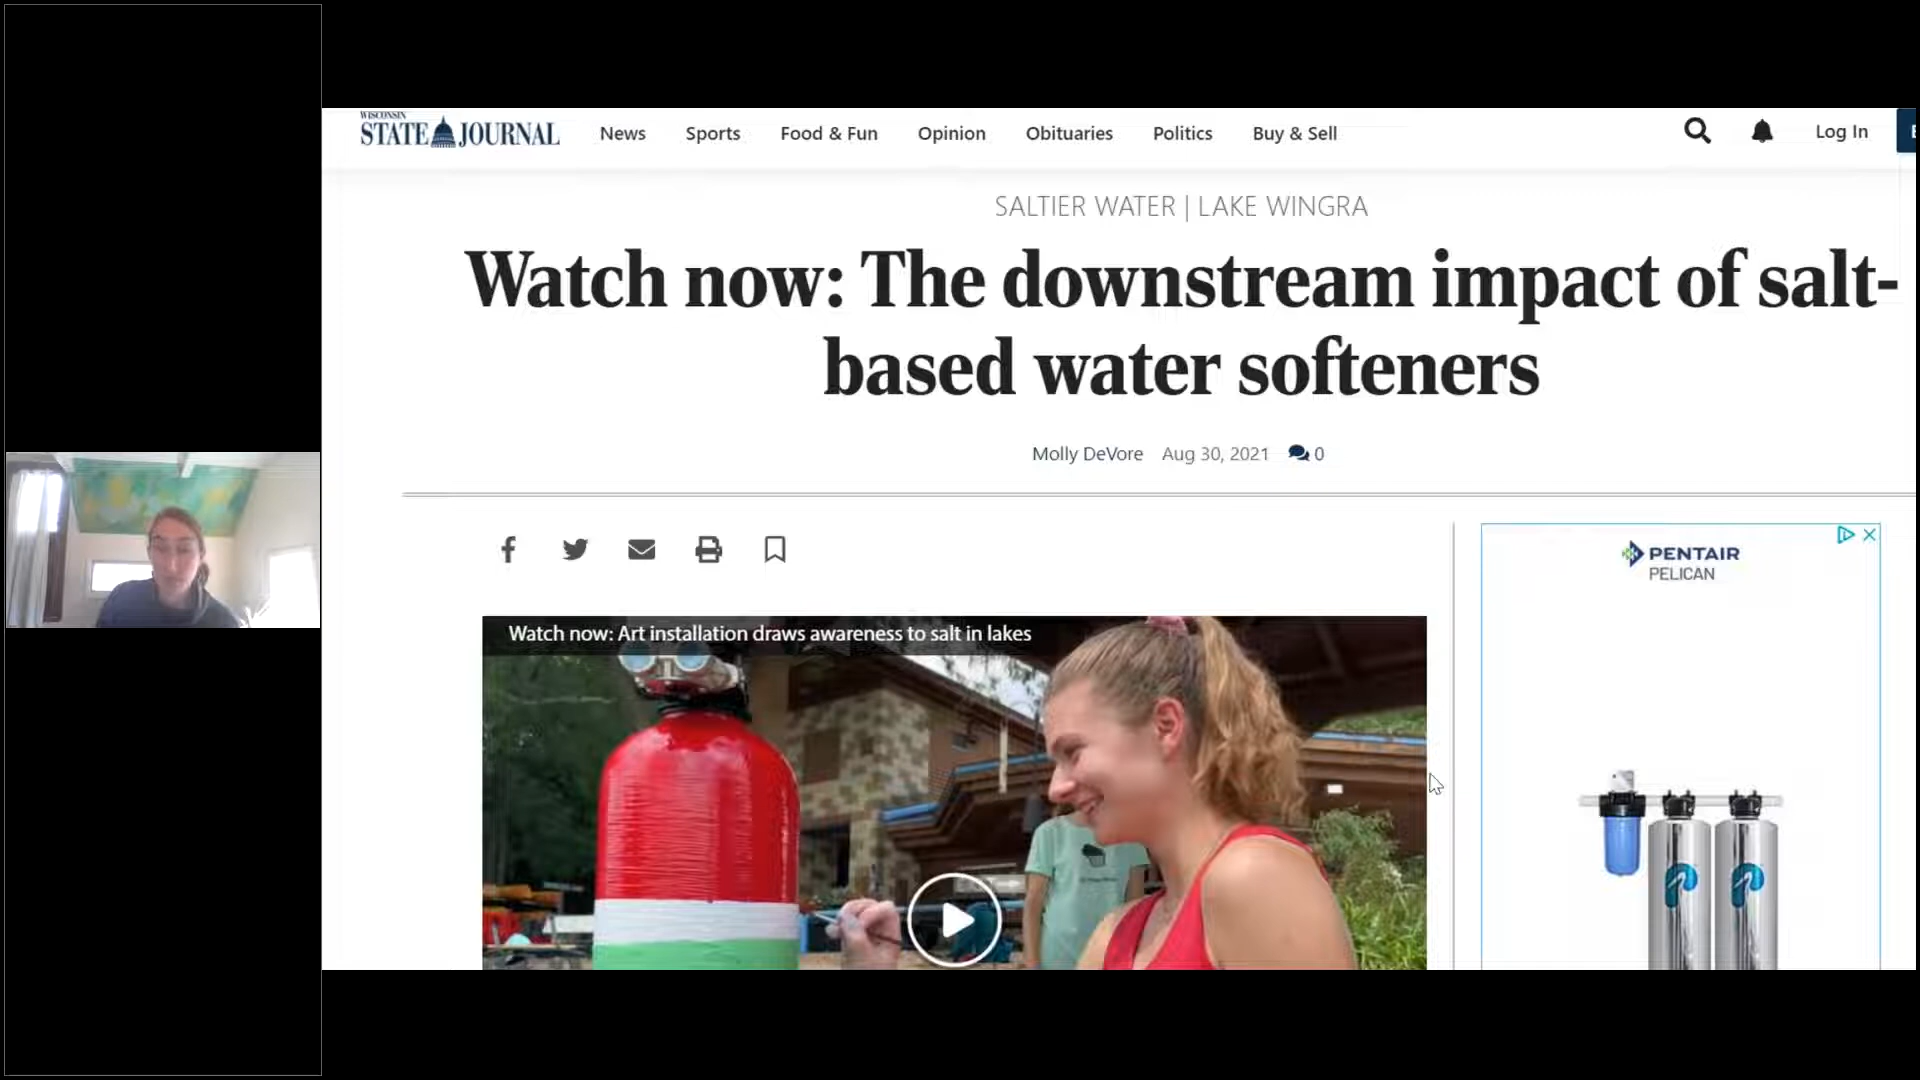 WISCONSIN
STATE JOURNAL
News Sports Food & Fun Opinion Obituaries Politics Buy & Sell
Log In
SALTIER WATER | LAKE WINGRA
Watch now: The downstream impact of salt-
based water softeners
Molly DeVore Aug 30, 2021 0
PENTAIR
PELICAN
Watch now: Art installation draws awareness to salt in lakes